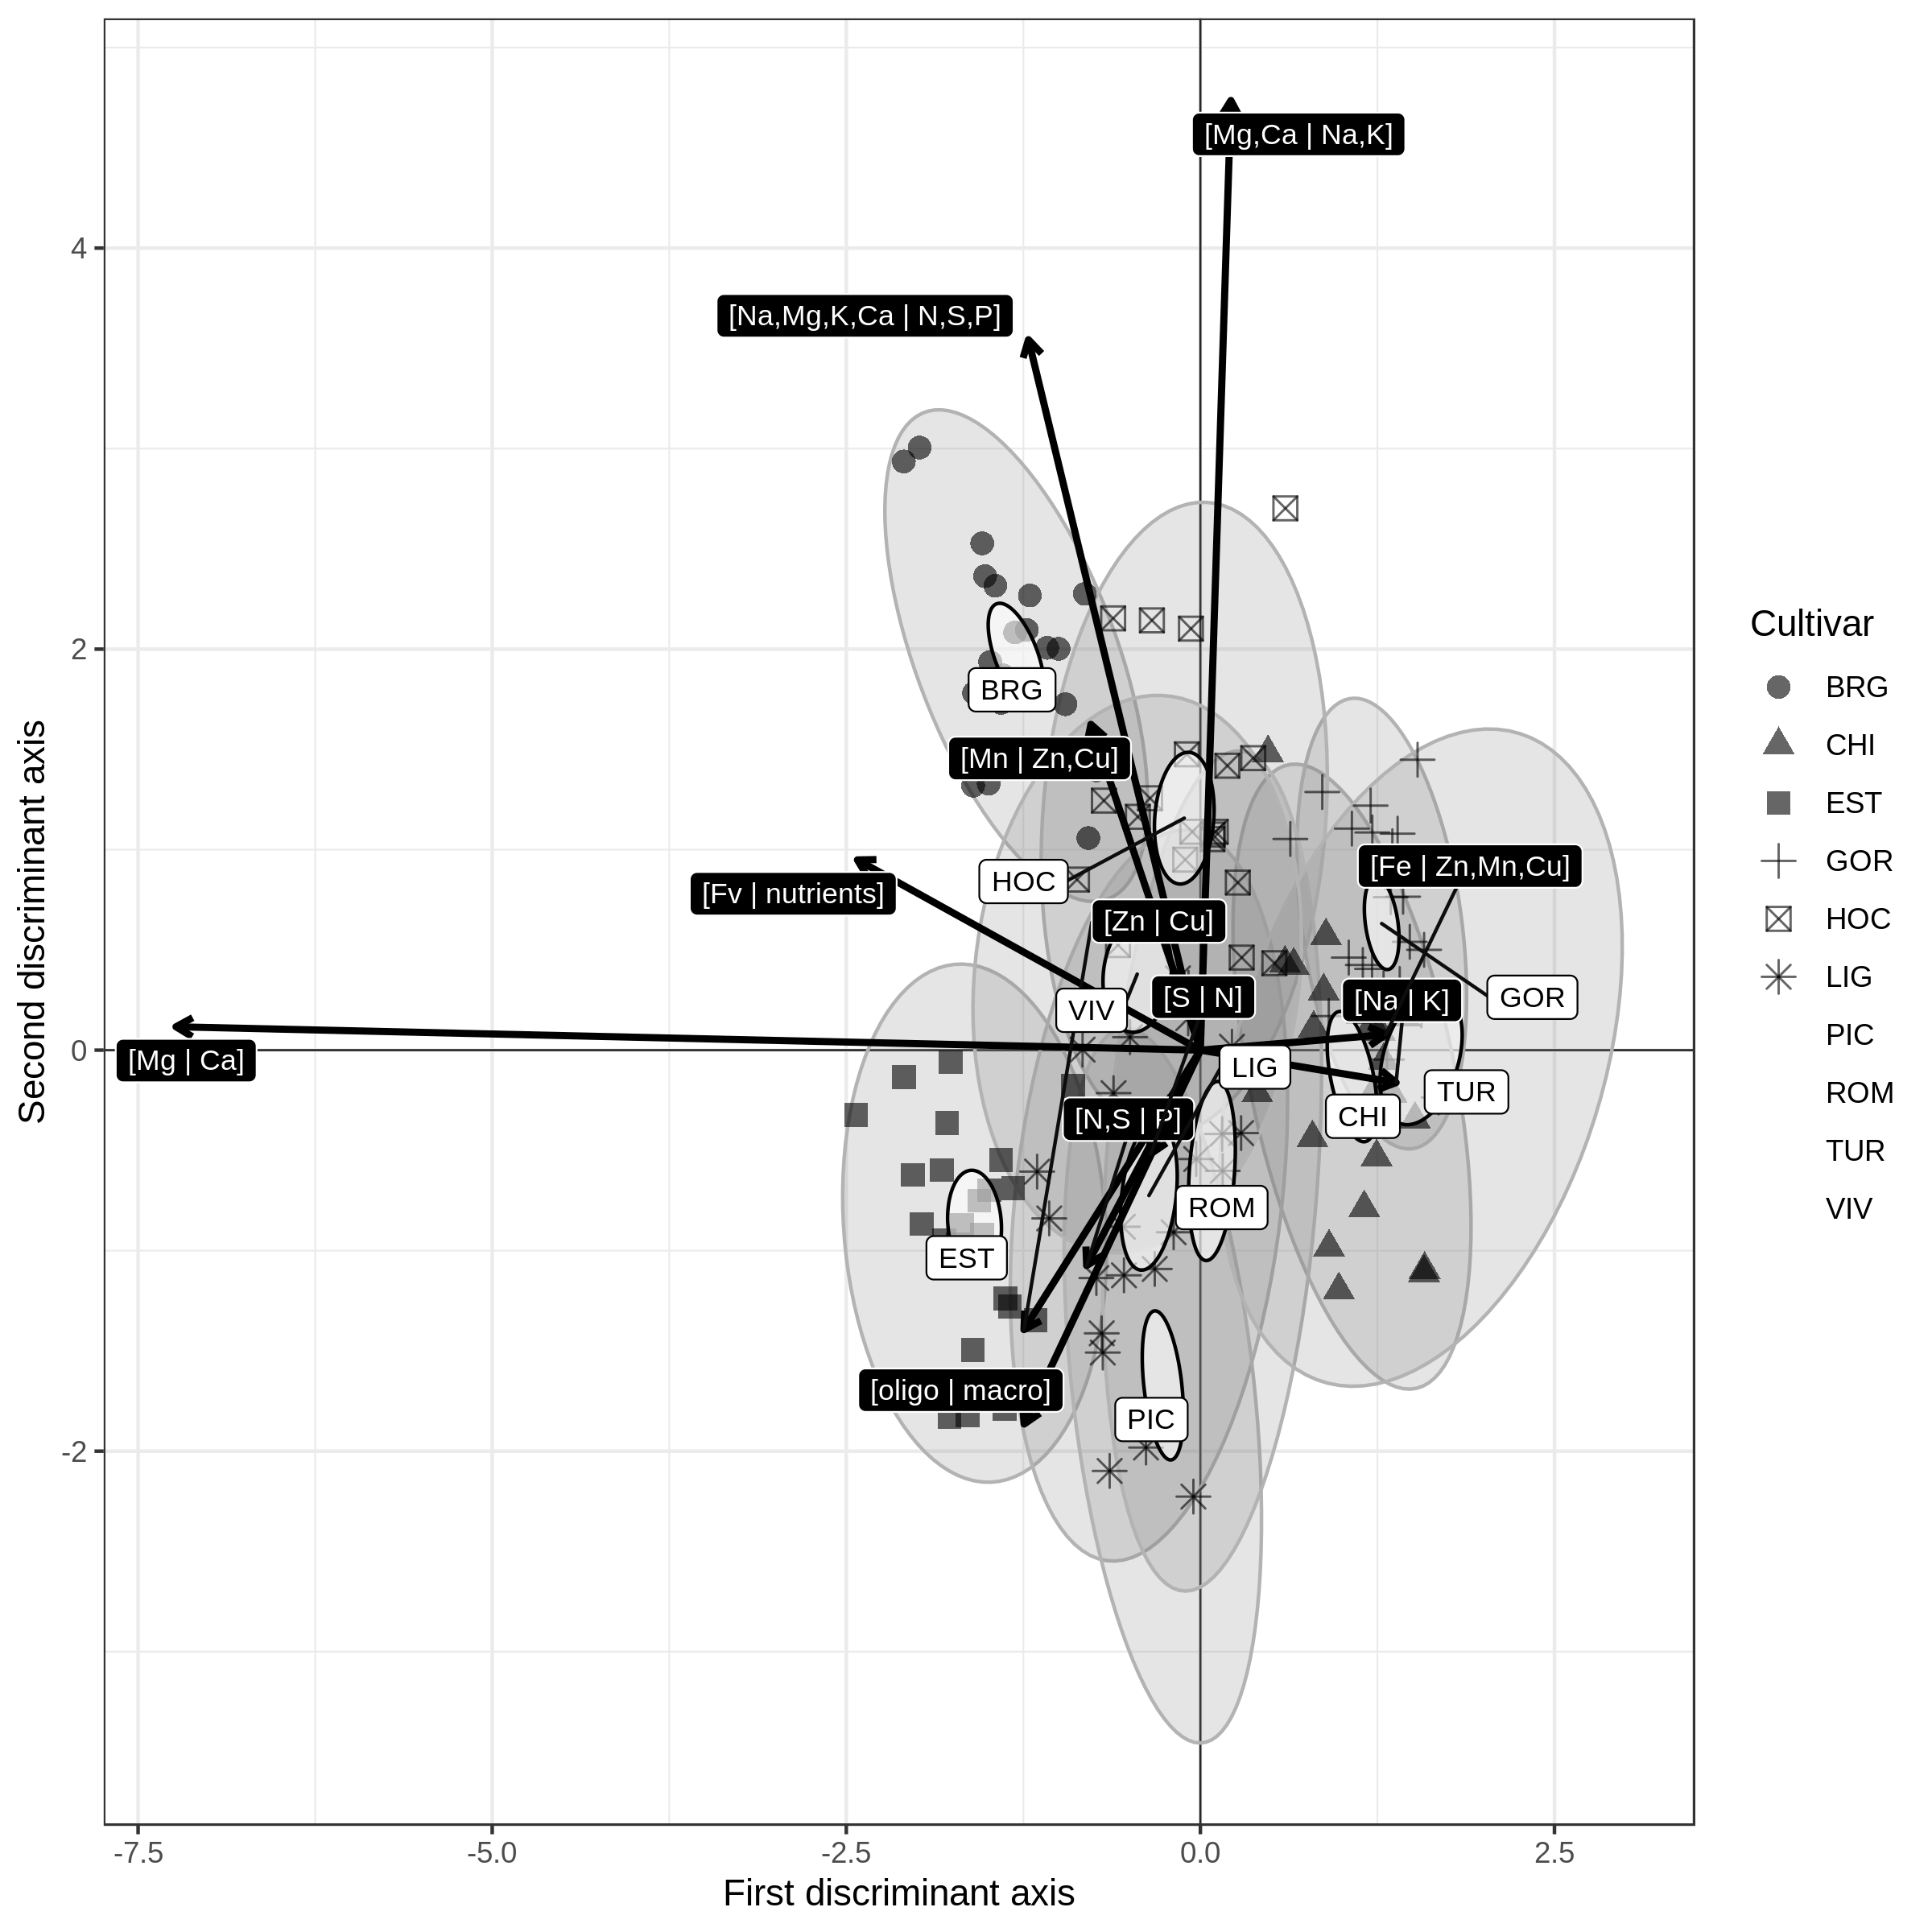 [Mg,Ca | Na,K]
4
[Na,Mg,K,Ca | N,S,P]
Cultivar
2
BRG
BRG
CHI
[Mn | Zn,Cu]
EST
GOR
[Fe | Zn,Mn,Cu]
HOC
[Fv | nutrients]
[Zn | Cu]
HOC
LIG
[S | N]
[Na | K]
GOR
VIV
PIC
0
[Mg | Ca]
LIG
TUR
ROM
[N,S | P]
CHI
TUR
ROM
VIV
EST
[oligo | macro]
PIC
-2
Second discriminant axis
-7.5 -5.0 -2.5 0.0 2.5
First discriminant axis